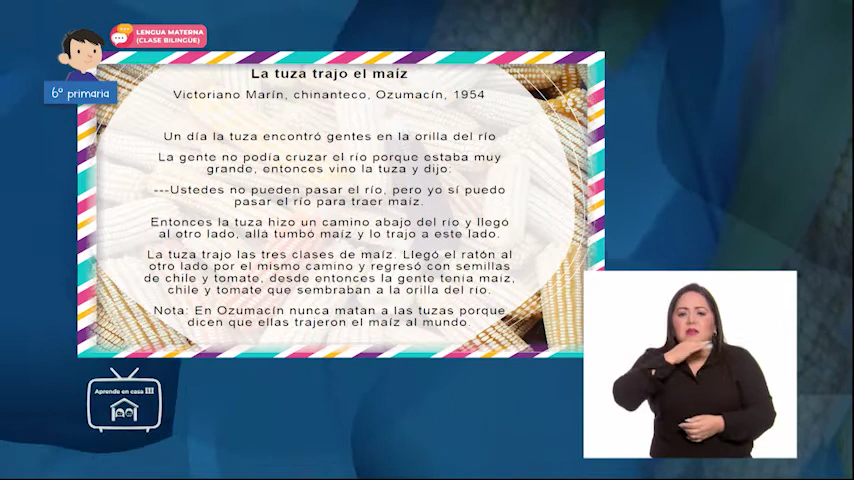 LENGUA MATERNA
(CLASE BILINGÜE)
6º primaria
La tuza trajo el maíz
Victoriano Marín, chinanteco, Ozumacín, 1954
Un día la tuza encontró gentes en la orilla del río
La gente no podía cruzar el río porque estaba muy
grande, entonces vino la tuza y dijo:
---Ustedes no pueden pasar el río, pero yo sí puedo
pasar el río para traer maíz.
Entonces la tuza hizo un camino abajo del río y llegó
al otro lado, allá tumbó maíz y lo trajo a este lado.
La tuza trajo las tres clases de maíz. Llegó el ratón al
otro lado por el mismo camino y regresó con semillas
de chile y tomate, desde entonces la gente tenía maíz,
chile y tomate que sembraban a la orilla del río.
Nota: En Ozumacín nunca matan a las tuzas porque
dicen que ellas trajeron el maíz al mundo.
Aprende en casa III